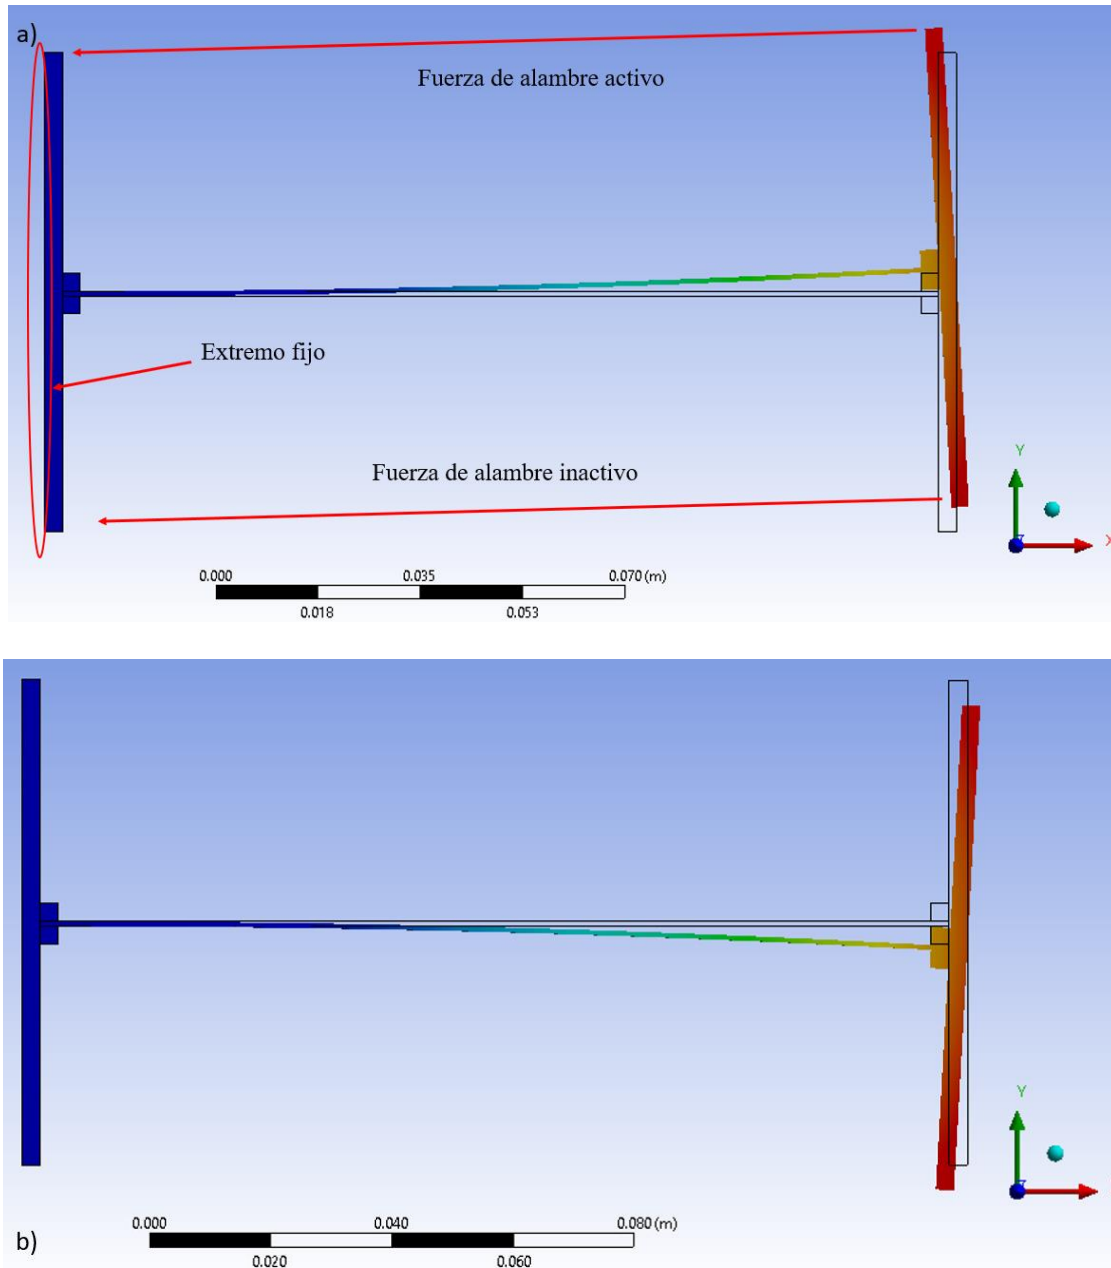 a)
Fuerza de alambre activo
Extremo fijo
Fuerza de alambre inactivo
Y
X
0.000 0.035 0.070 (m)
0.018 0.053
Y
0.000 0.040 0.080 (m)
0.020 0.060
b)